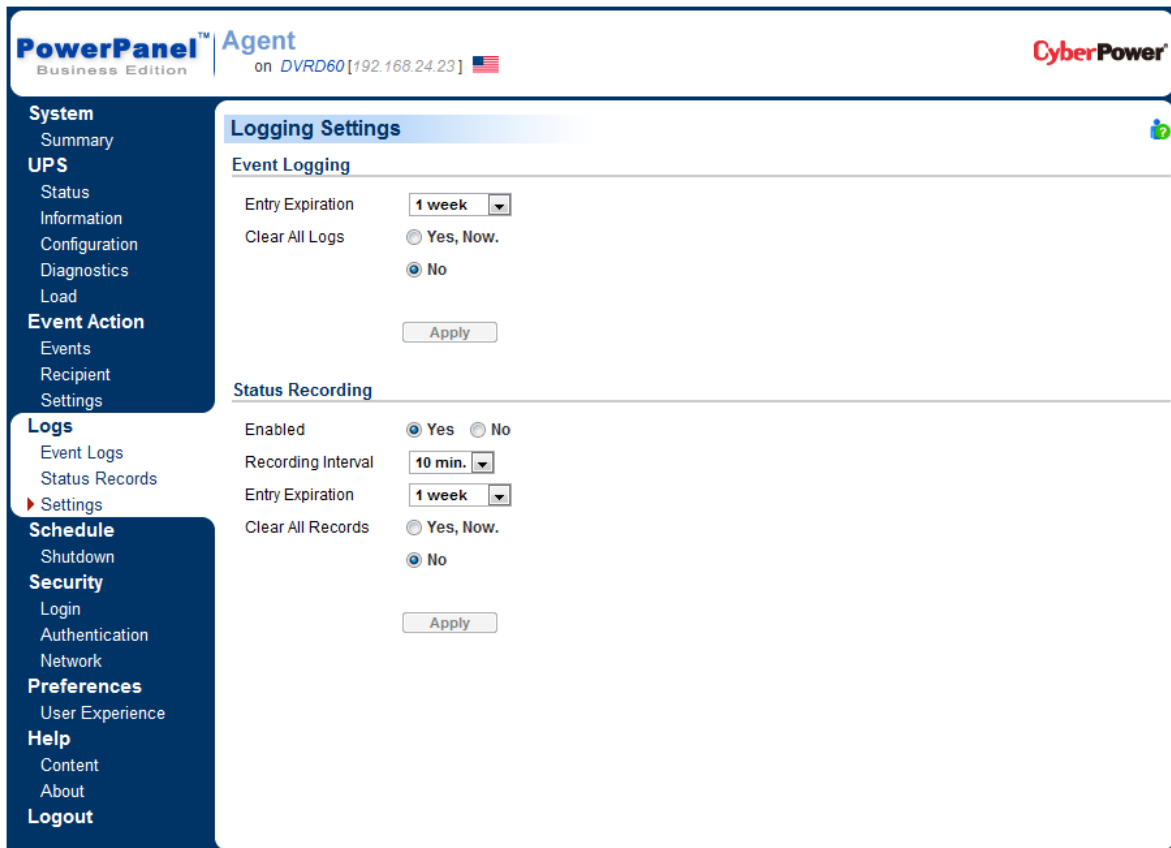 PowerPanel™
Business Edition
Agent
on DVRD60 [192.168.24.23]
CyberPower®
System
Summary
UPS
Status
Information
Configuration
Diagnostics
Load
Event Action
Events
Recipient
Settings
Logs
Event Logs
Status Records
Settings
Schedule
Shutdown
Security
Login
Authentication
Network
Preferences
User Experience
Help
Content
About
Logout
Logging Settings
Event Logging
Entry Expiration 1 week
Clear All Logs Yes, Now.
No
Apply
Status Recording
Enabled Yes No
Recording Interval 10 min.
Entry Expiration 1 week
Clear All Records Yes, Now.
No
Apply